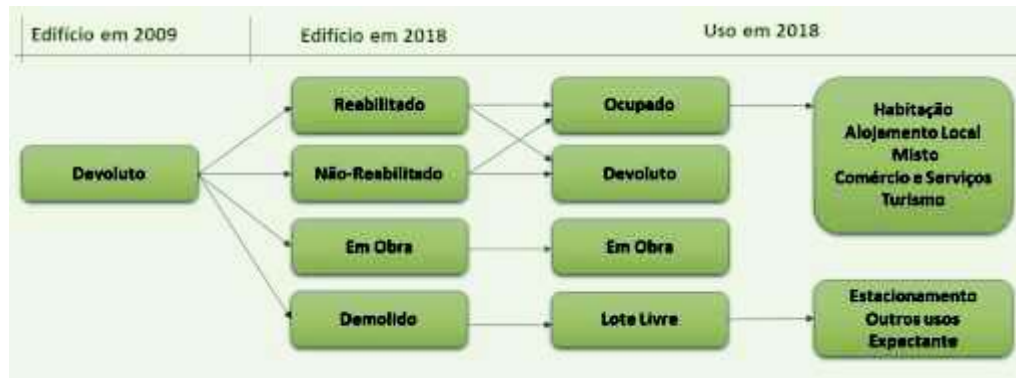 Edifício em 2009
Edifício em 2018
Uso em 2018
Devoluto
Reabilitado
Não-Reabilitado
Em Obra
Demolido
Ocupado
Devoluto
Em Obra
Lote Livre
Habitação
Alojamento Local
Misto
Comércio e Serviços
Turismo
Estacionamento
Outros usos
Expectante